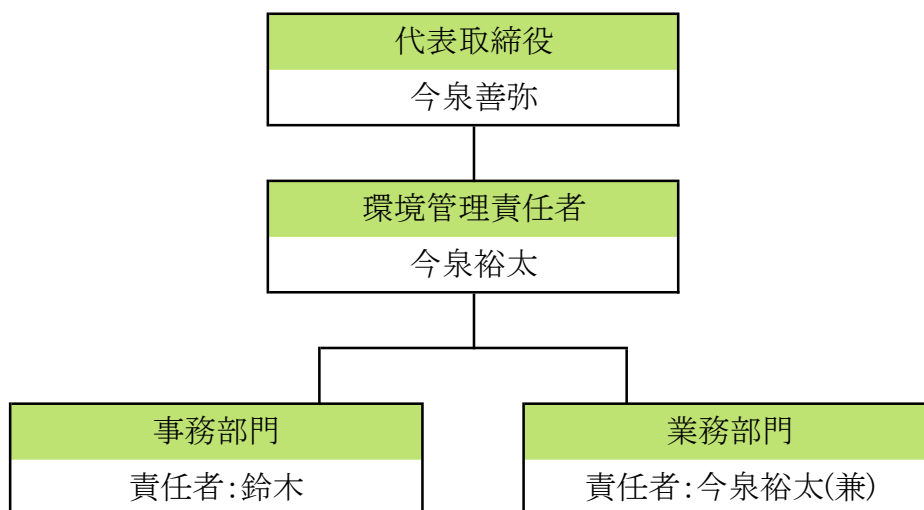 代表取締役
今泉善弥
環境管理責任者
今泉裕太
事務部門
責任者:鈴木
業務部門
責任者:今泉裕太(兼)